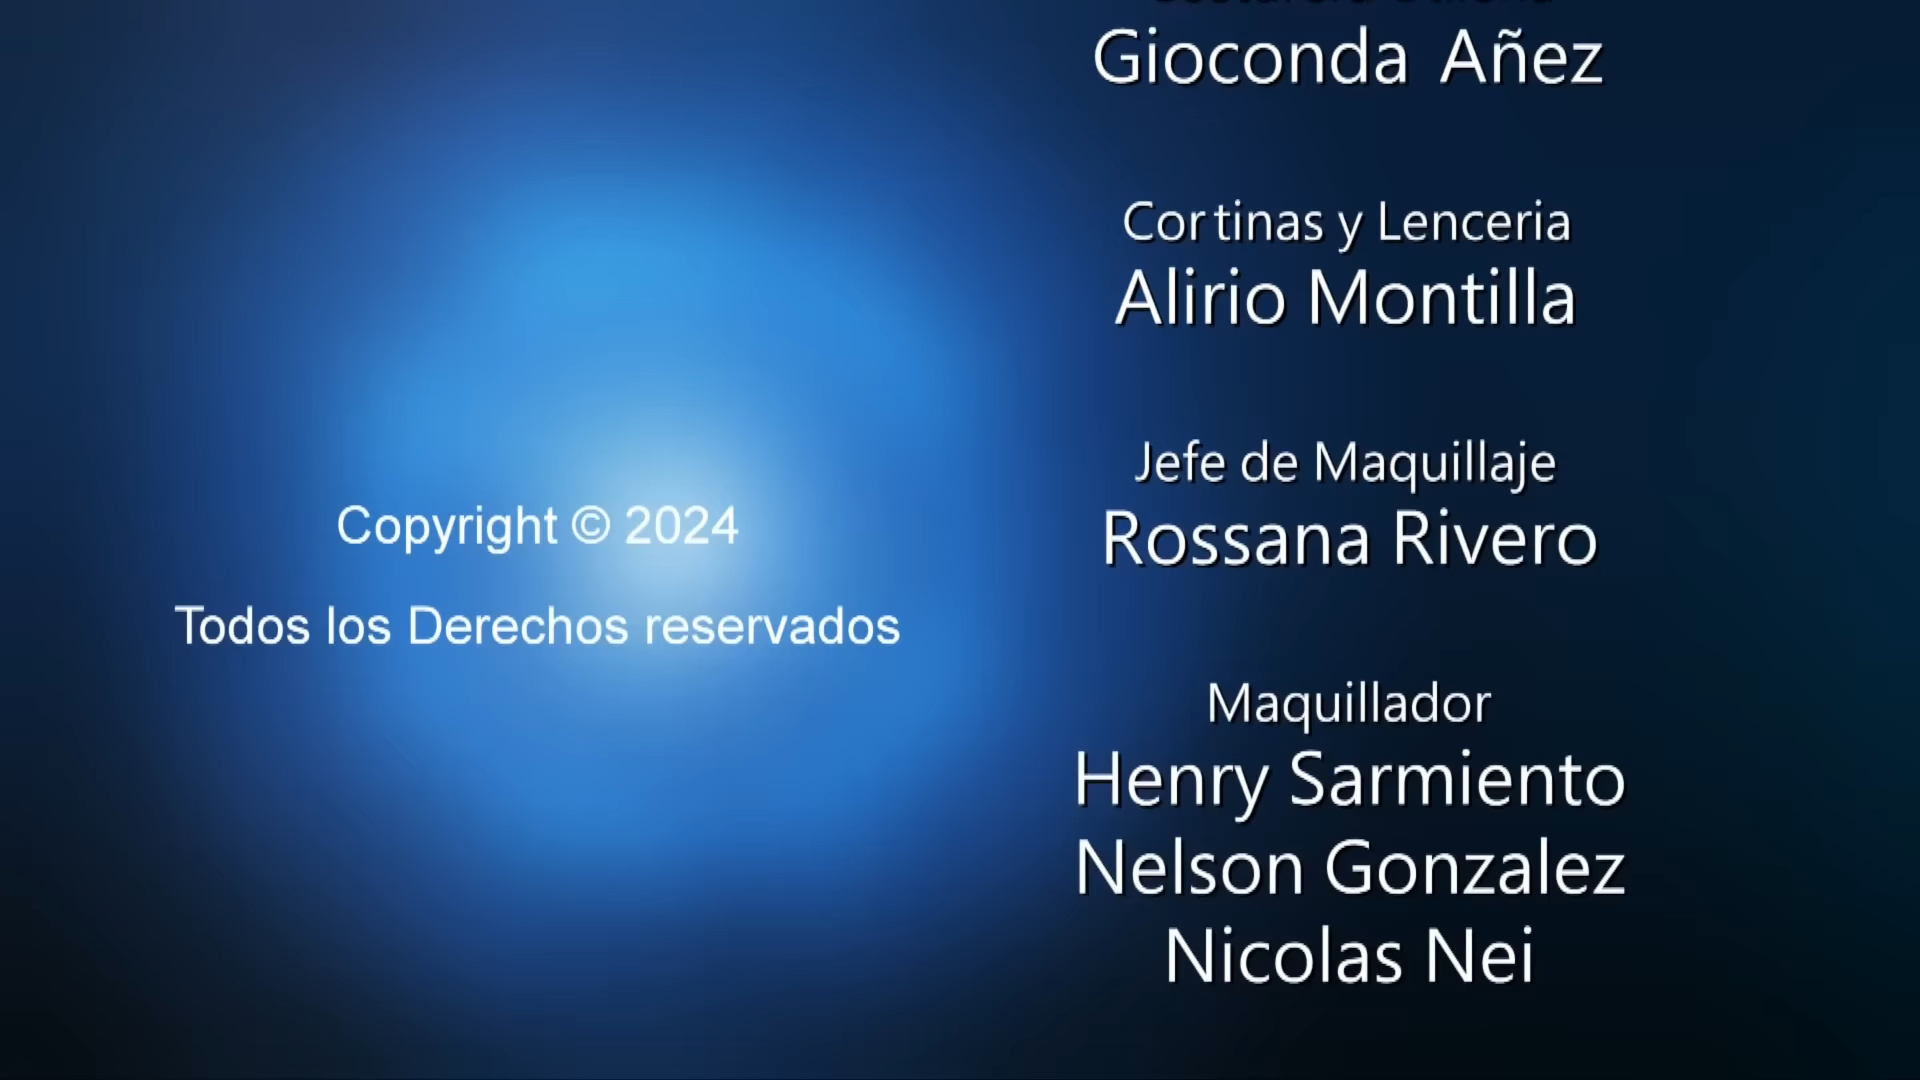 Gioconda Añez
Cortinas y Lenceria
Alirio Montilla
Jefe de Maquillaje
Rossana Rivero
Maquillador
Henry Sarmiento
Nelson Gonzalez
Nicolas Nei
Copyright © 2024
Todos los Derechos reservados